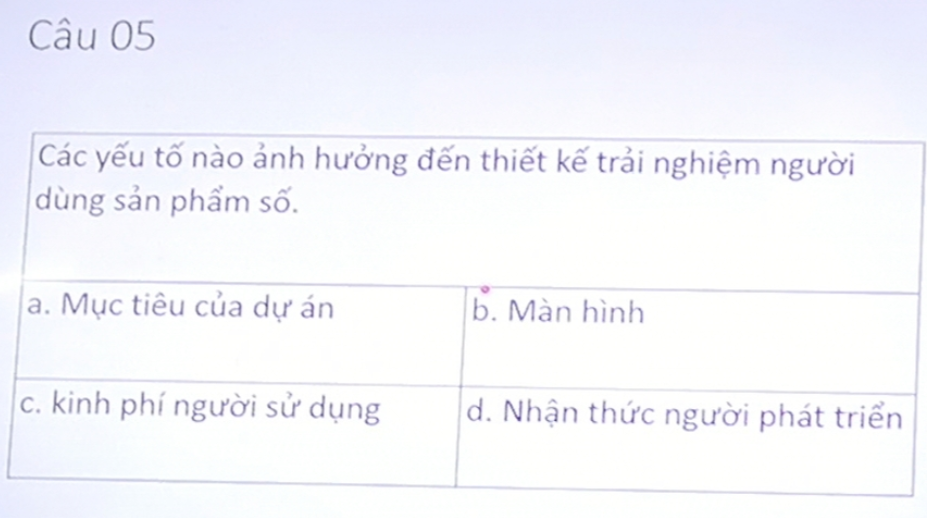 Câu 05
Các yếu tố nào ảnh hưởng đến thiết kế trải nghiệm người
dùng sản phẩm số.
a. Mục tiêu của dự án
b. Màn hình
c. kinh phí người sử dụng
d. Nhận thức người phát triển